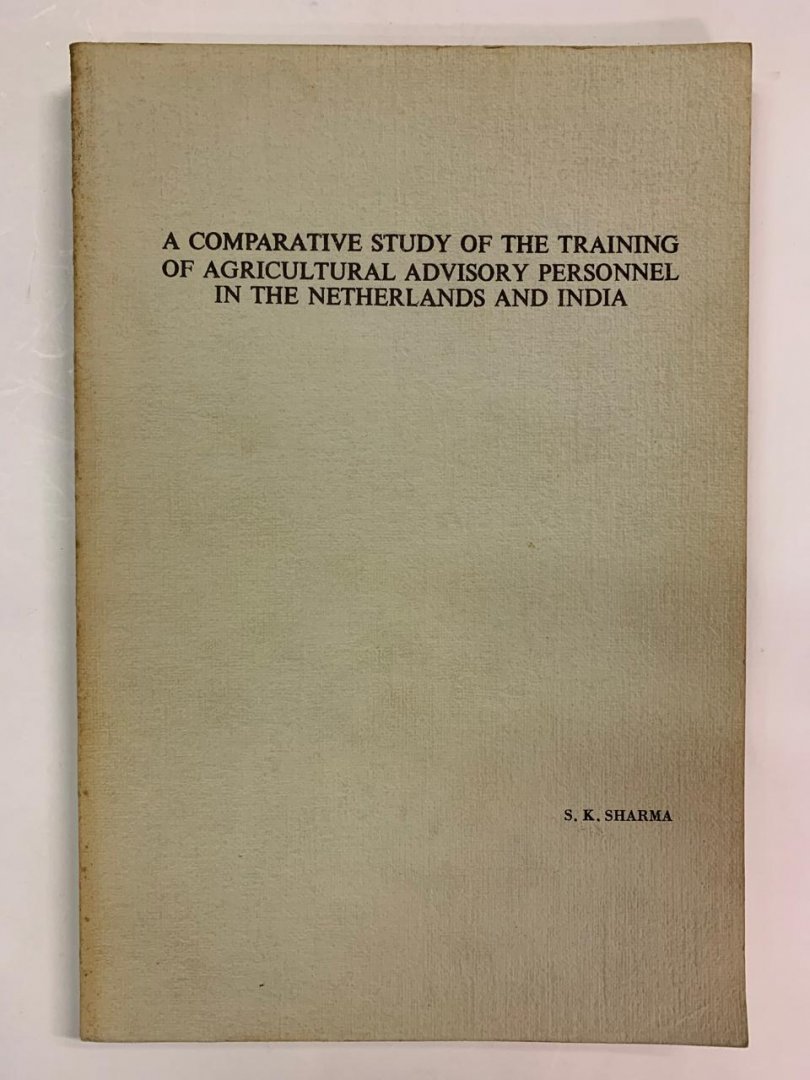 A COMPARATIVE STUDY OF THE TRAINING
OF AGRICULTURAL ADVISORY PERSONNEL
IN THE NETHERLANDS AND INDIA
S. K. SHARMA